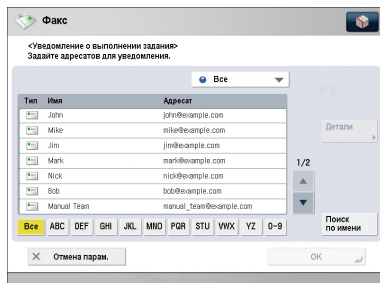 Факс
<Уведомление о выполнении задания>
Задайте адресатов для уведомления.
Все
Тип Имя Адресат
John john@example.com
Mike mike@example.com
Jim jim@example.com
Mark mark@example.com
Nick nick@example.com
Bob bob@example.com
Manual Team manual_team@example.com
Детали
1/2
Все ABC DEF GHI JKL MNO PQR STU VWX YZ 0-9
Поиск
по имени
Отмена парам.
OK